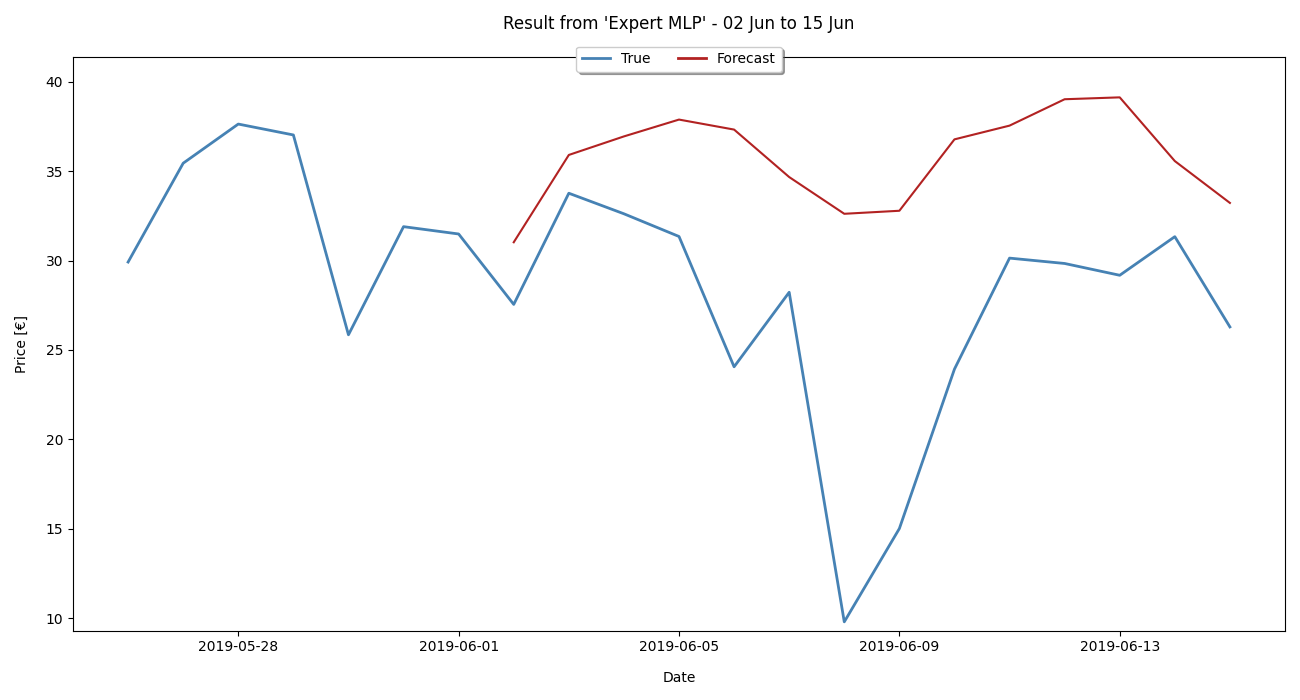 Result from 'Expert MLP' - 02 Jun to 15 Jun
True Forecast
40
35
30
25
20
15
10
Price [€]
2019-05-28 2019-06-01 2019-06-05 2019-06-09 2019-06-13
Date